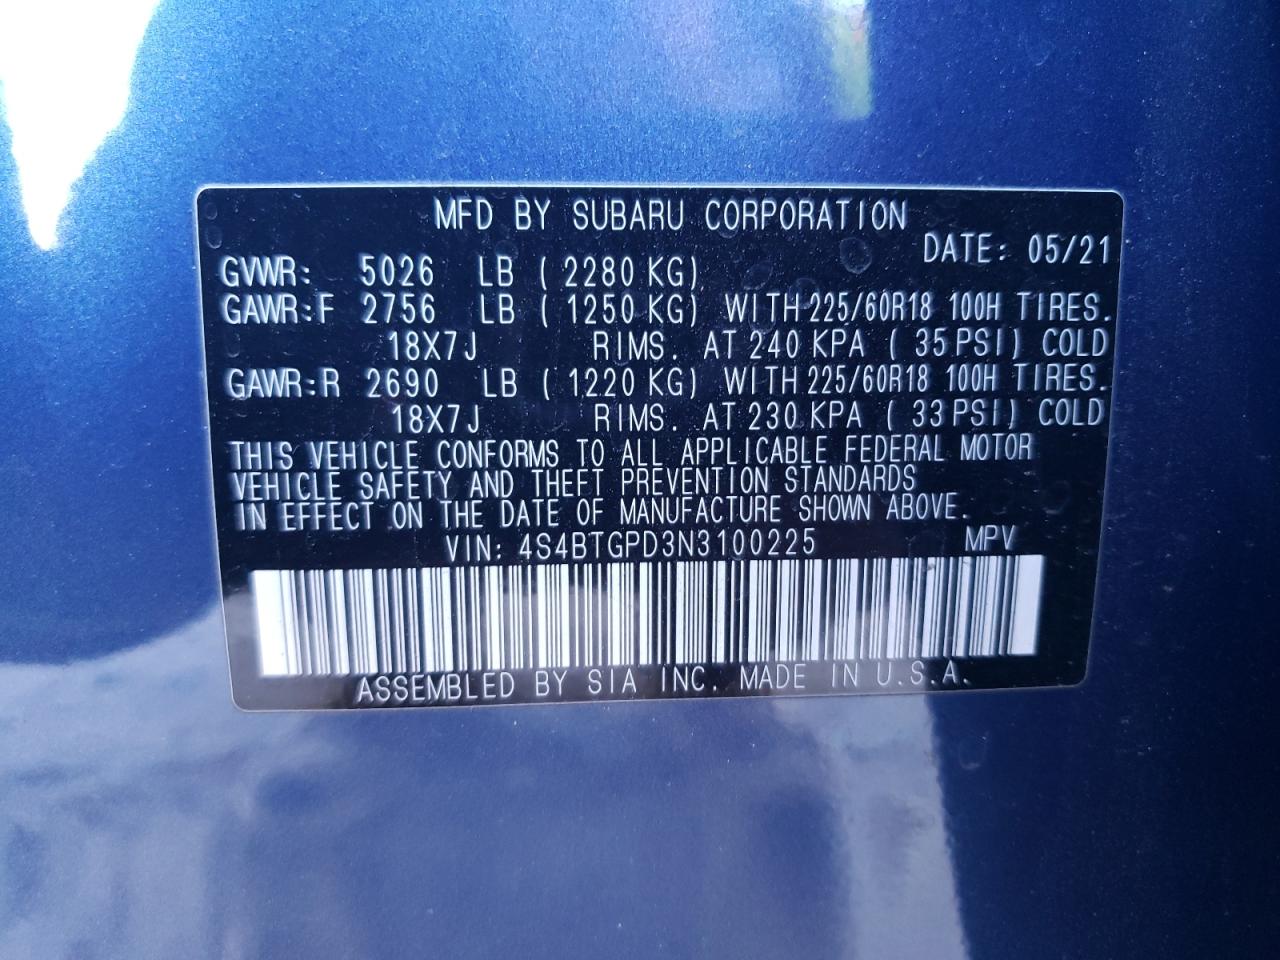 MFD BY SUBARU CORPORATION
DATE: 05/21
GVWR: 5026 LB ( 2280 KG)
GAWR:F 2756 LB ( 1250 KG) WITH 225/60R18 100H TIRES.
18X7J RIMS. AT 240 KPA ( 35 PSI) COLD
GAWR:R 2690 LB ( 1220 KG) WITH 225/60R18 100H TIRES.
18X7J RIMS. AT 230 KPA ( 33 PSI) COLD
THIS VEHICLE CONFORMS TO ALL APPLICABLE FEDERAL MOTOR
VEHICLE SAFETY AND THEFT PREVENTION STANDARDS
IN EFFECT ON THE DATE OF MANUFACTURE SHOWN ABOVE.
VIN: 4S4BTGPD3N3100225 MPV
ASSEMBLED BY SIA INC. MADE IN U.S.A.